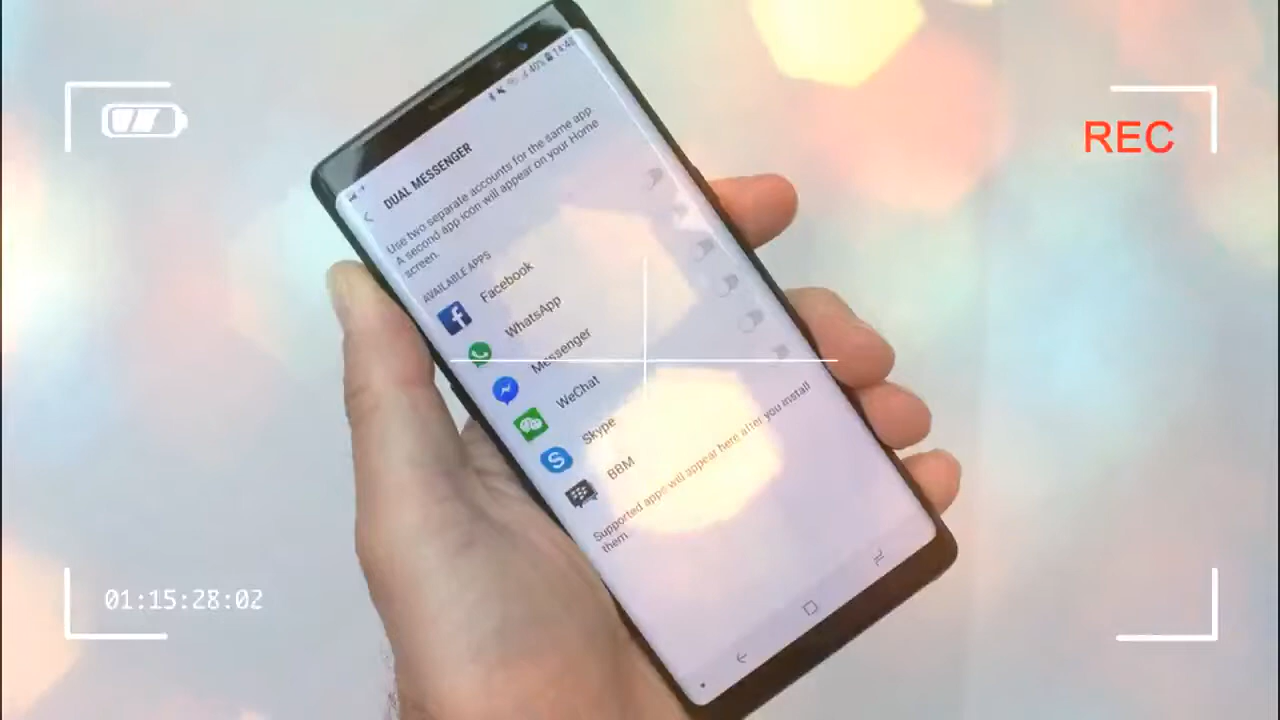 REC
40% 14:48
DUAL MESSENGER
Use two separate accounts for the same app.
A second app icon will appear on your Home
screen.
AVAILABLE APPS
Facebook
WhatsApp
Messenger
WeChat
Skype
BBM
Supported apps will appear here after you install
them.
01:15:28:02